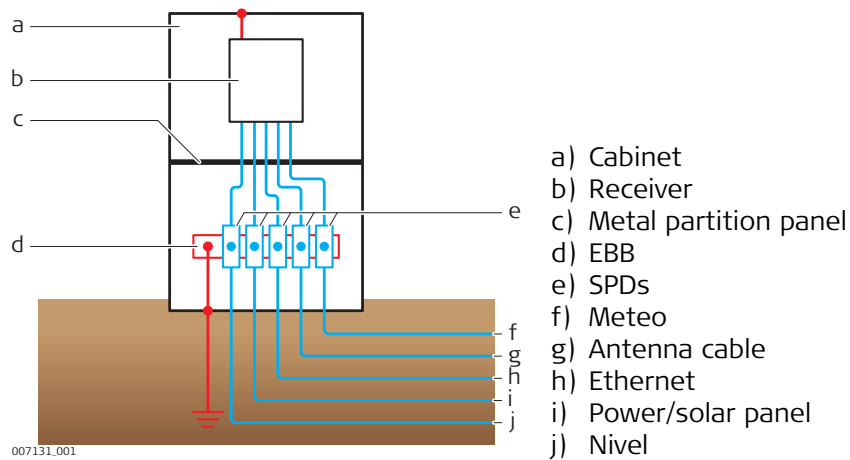 a
b
c
d
e
f
g
h
i
j
007131_001
a) Cabinet
b) Receiver
c) Metal partition panel
d) EBB
e) SPDs
f) Meteo
g) Antenna cable
h) Ethernet
i) Power/solar panel
j) Nivel